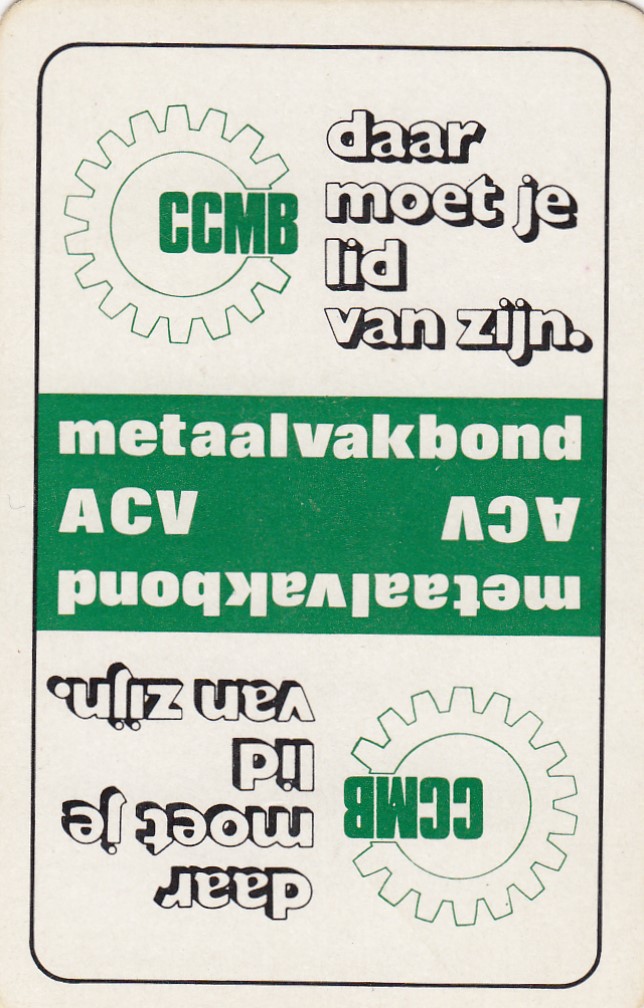 CCMB
daar
moet je
lid
van zijn.
metaalvakbond
ACV
ACV
metaalvakbond
CCMB
daar
moet je
lid
van zijn.